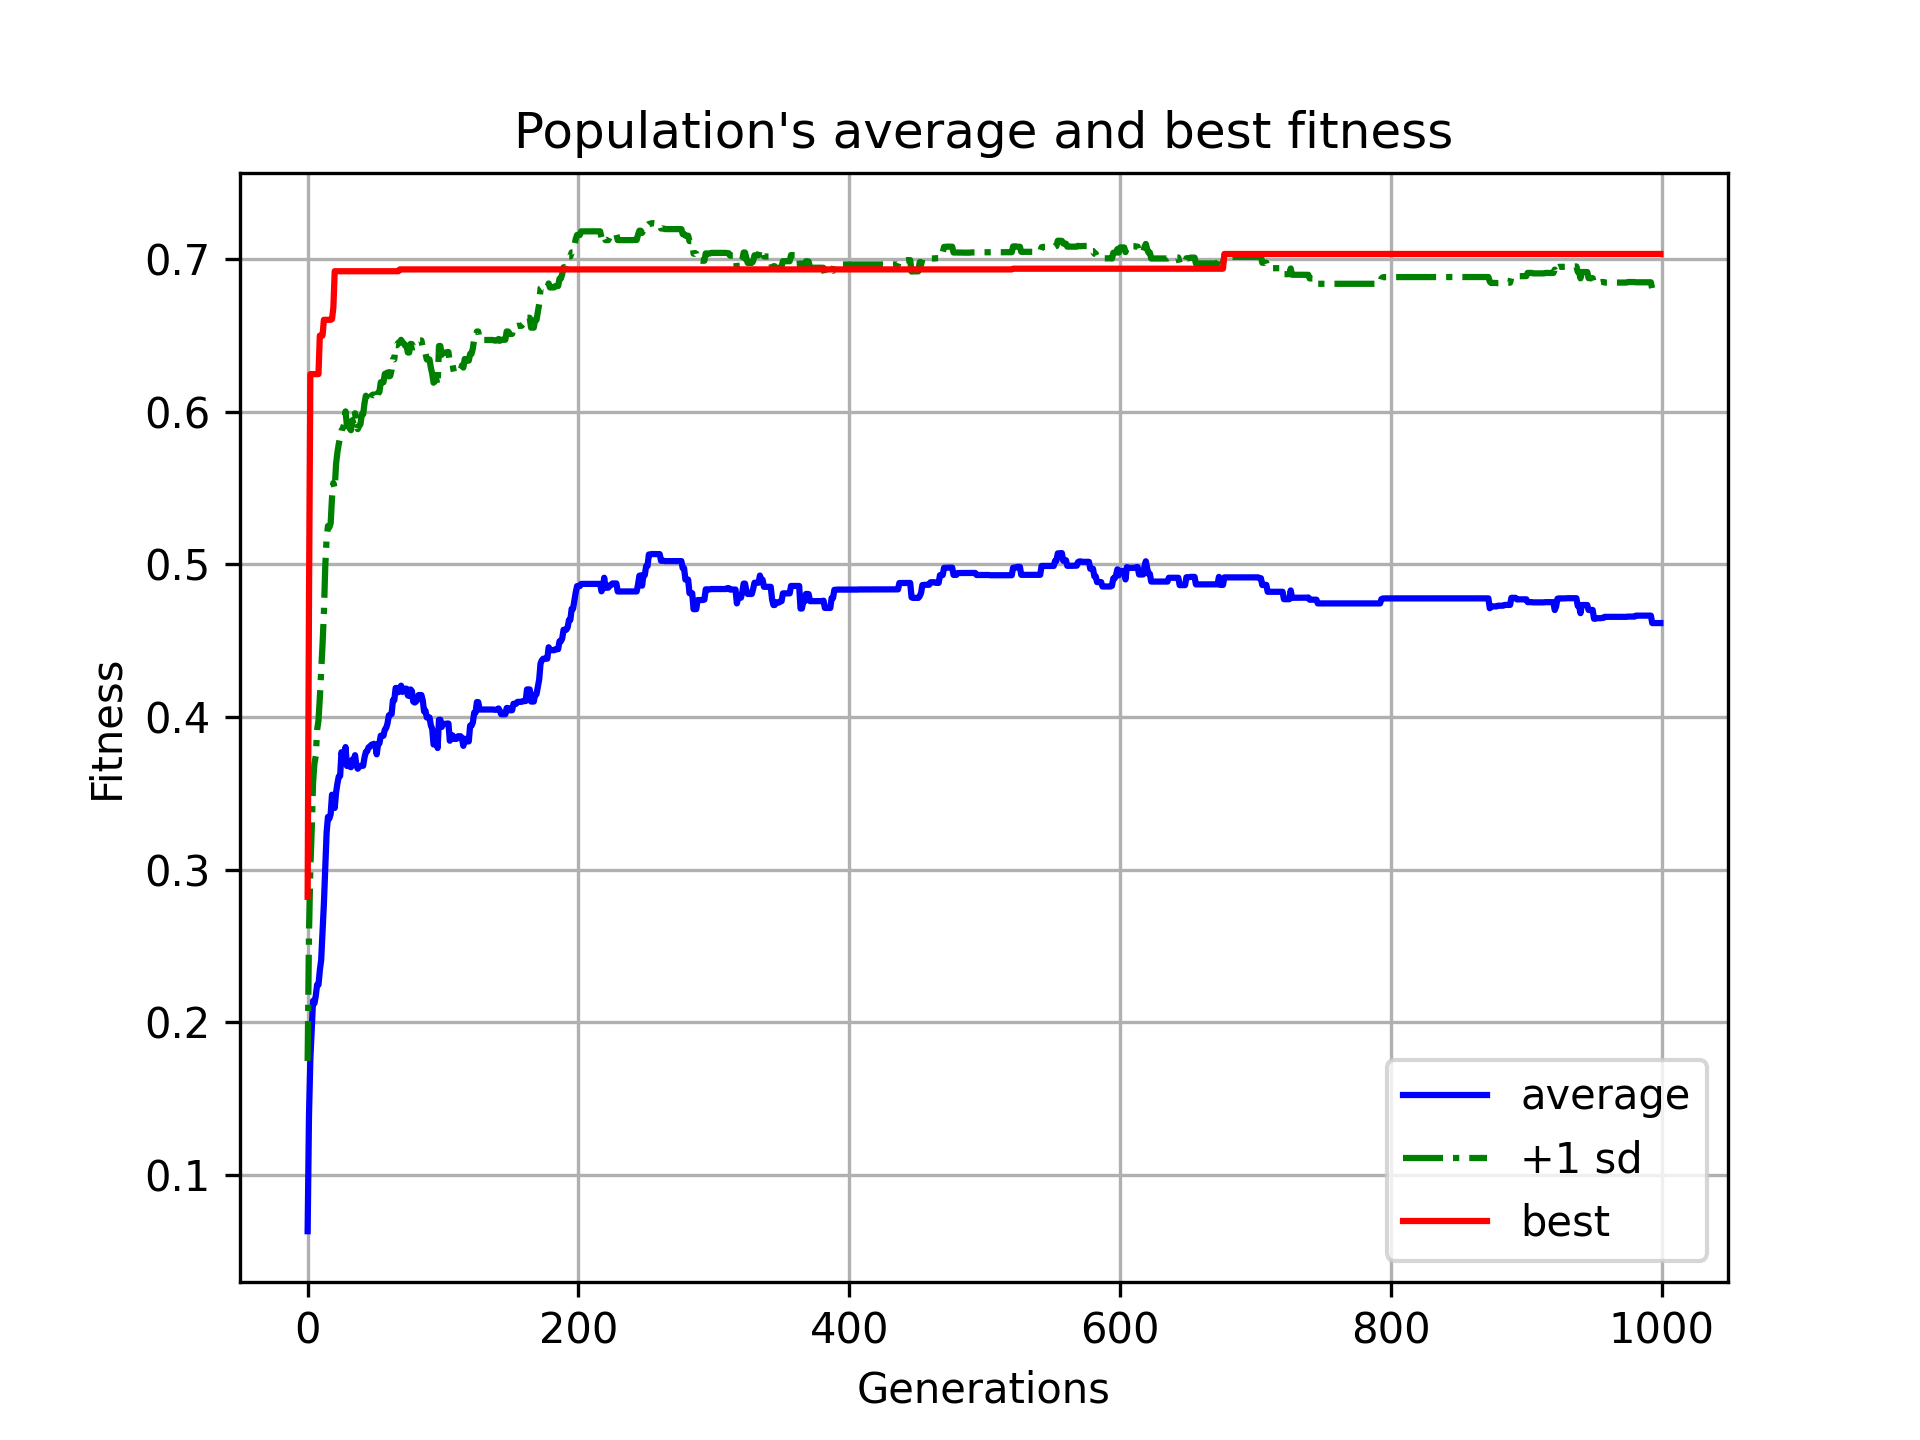 Population's average and best fitness
Fitness
0.7
0.6
0.5
0.4
0.3
0.2
0.1
0 200 400 600 800 1000
Generations
average
+1 sd
best